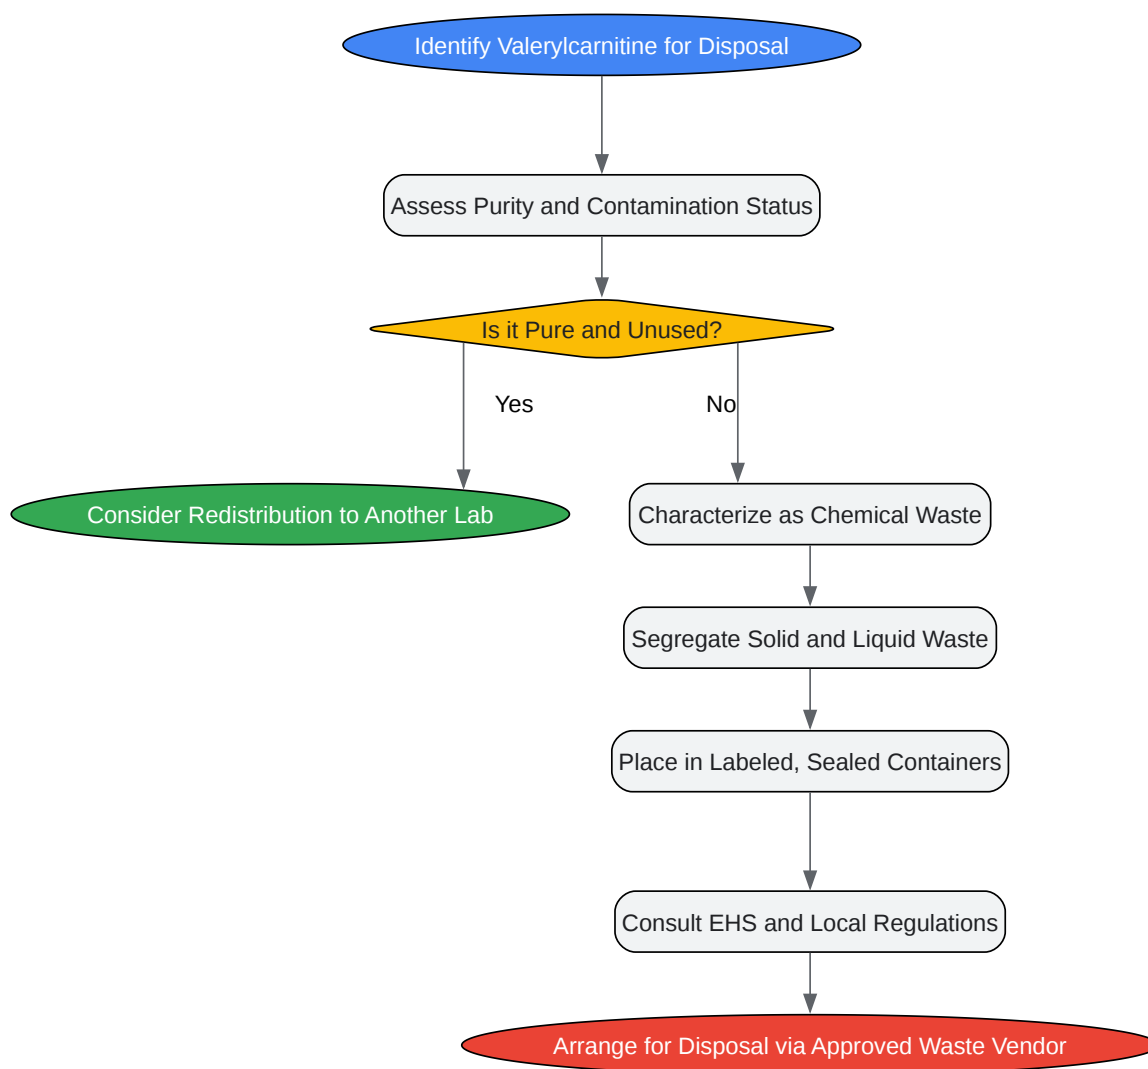 Identify Valerylcarnitine for Disposal
Assess Purity and Contamination Status
Is it Pure and Unused?
Yes
No
Consider Redistribution to Another Lab
Characterize as Chemical Waste
Segregate Solid and Liquid Waste
Place in Labeled, Sealed Containers
Consult EHS and Local Regulations
Arrange for Disposal via Approved Waste Vendor